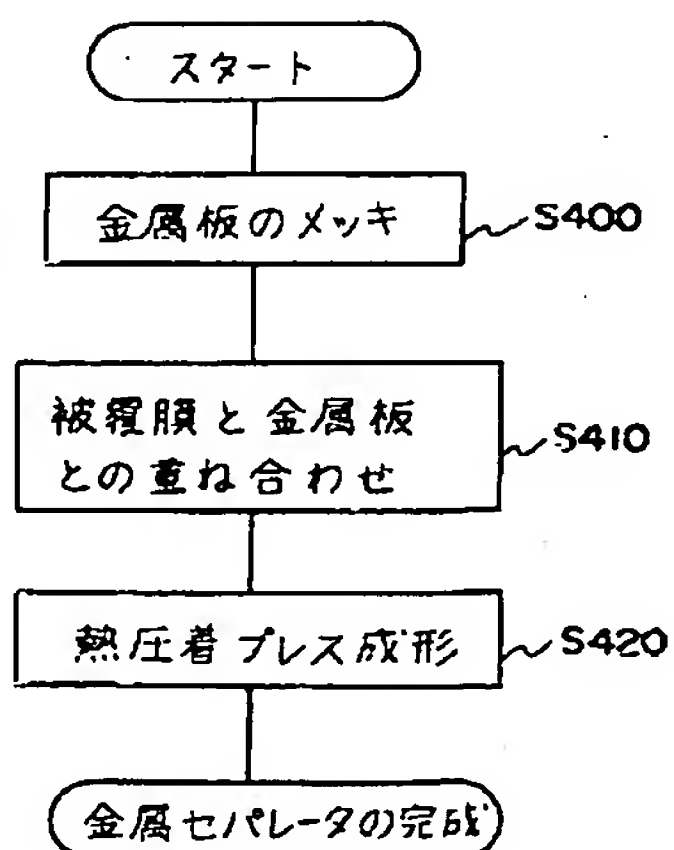 スタート
金属板のメッキ
S400
被覆膜と金属板
との重ね合わせ
S410
熱圧着プレス成形
S420
金属セパレータの完成